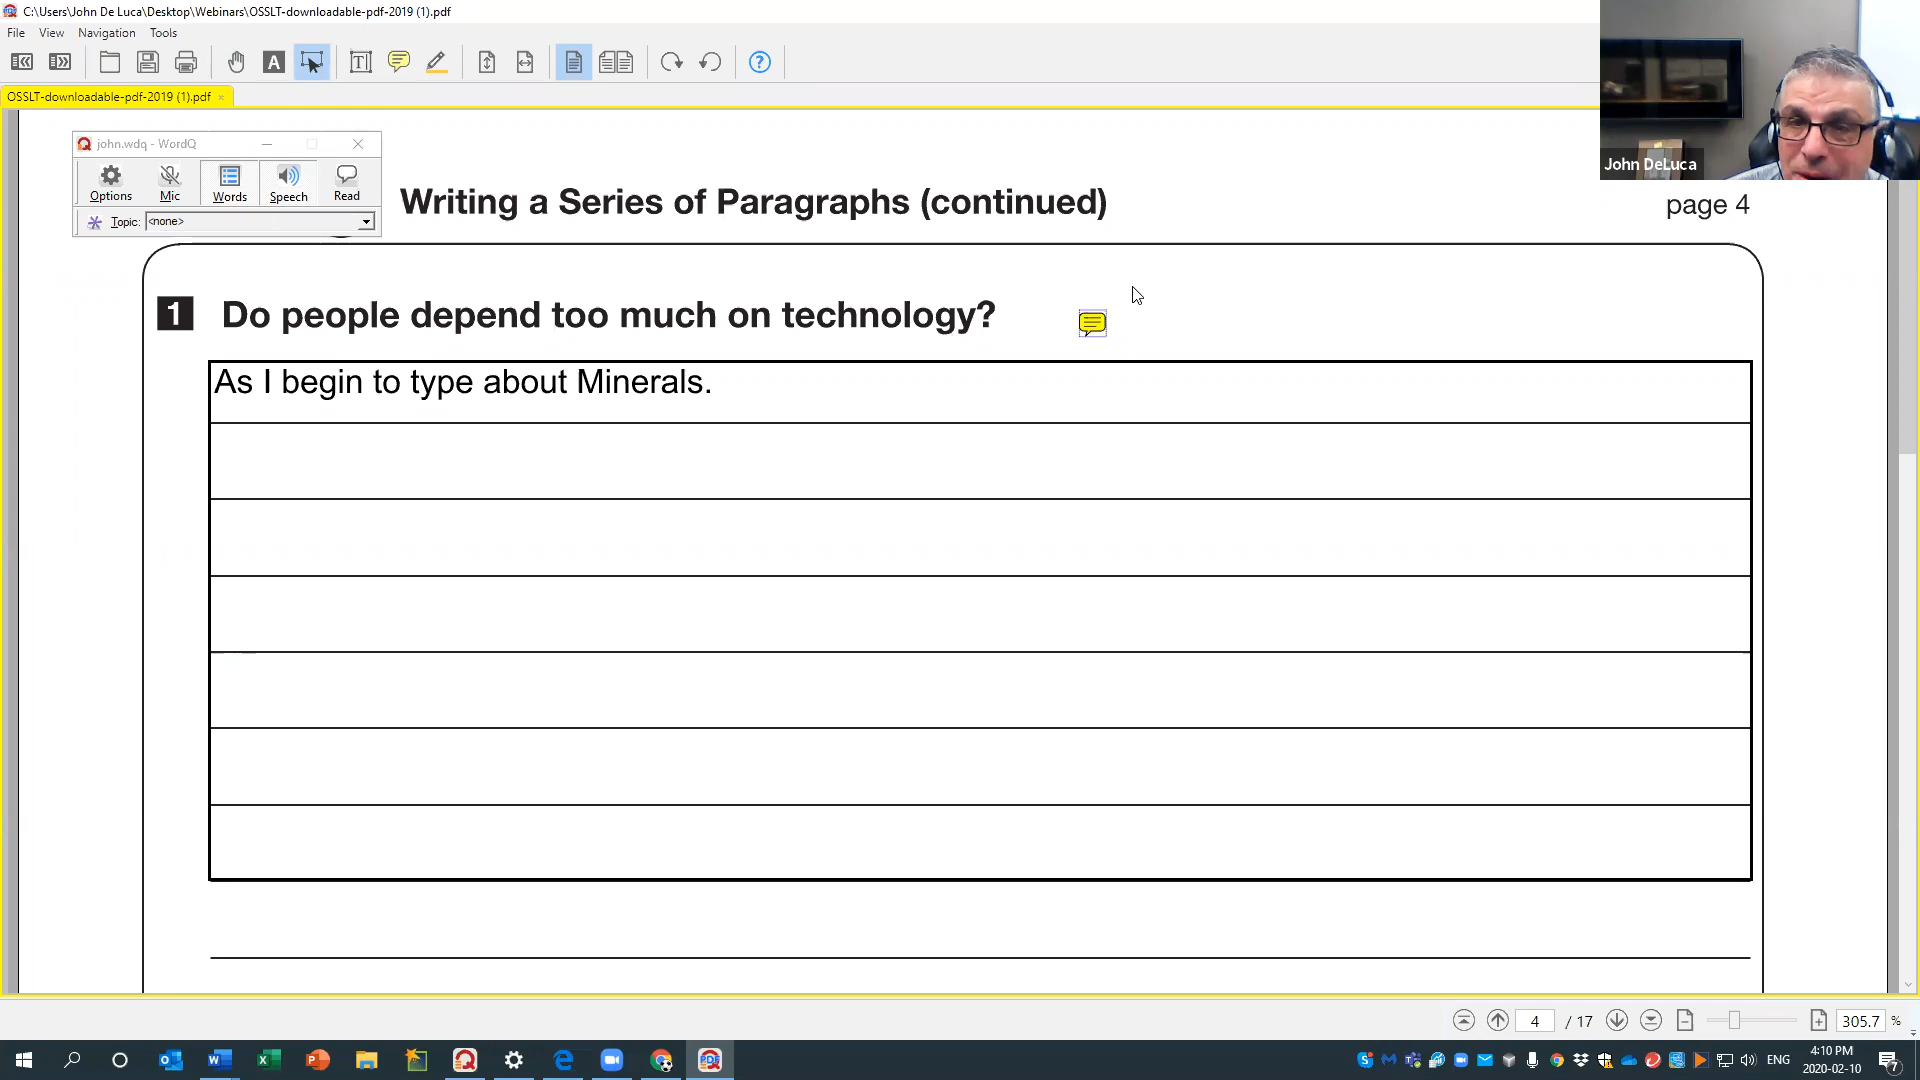 C:\Users\John De Luca\Desktop\Webinars\OSSLT-downloadable-pdf-2019 (1).pdf
File View Navigation Tools
OSSLT-downloadable-pdf-2019 (1).pdf
John DeLuca
john.wdq - WordQ
Options Mic Words Speech Read
Topic: <none>
Writing a Series of Paragraphs (continued)
page 4
1 Do people depend too much on technology?
As I begin to type about Minerals.
4 / 17
305.7 %
ENG
4:10 PM
2020-02-10
7